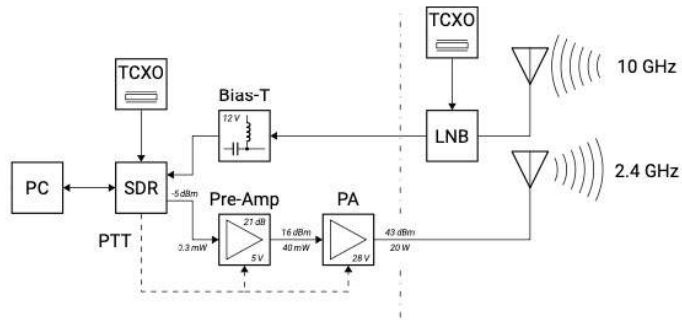 TCXO
10 GHz
TCXO
Bias-T
12 V
LNB
2.4 GHz
PC
SDR
-5 dBm
Pre-Amp
PA
PTT
21 dB
16 dBm
43 dBm
0.3 mW
40 mW
20 W
5 V
28 V